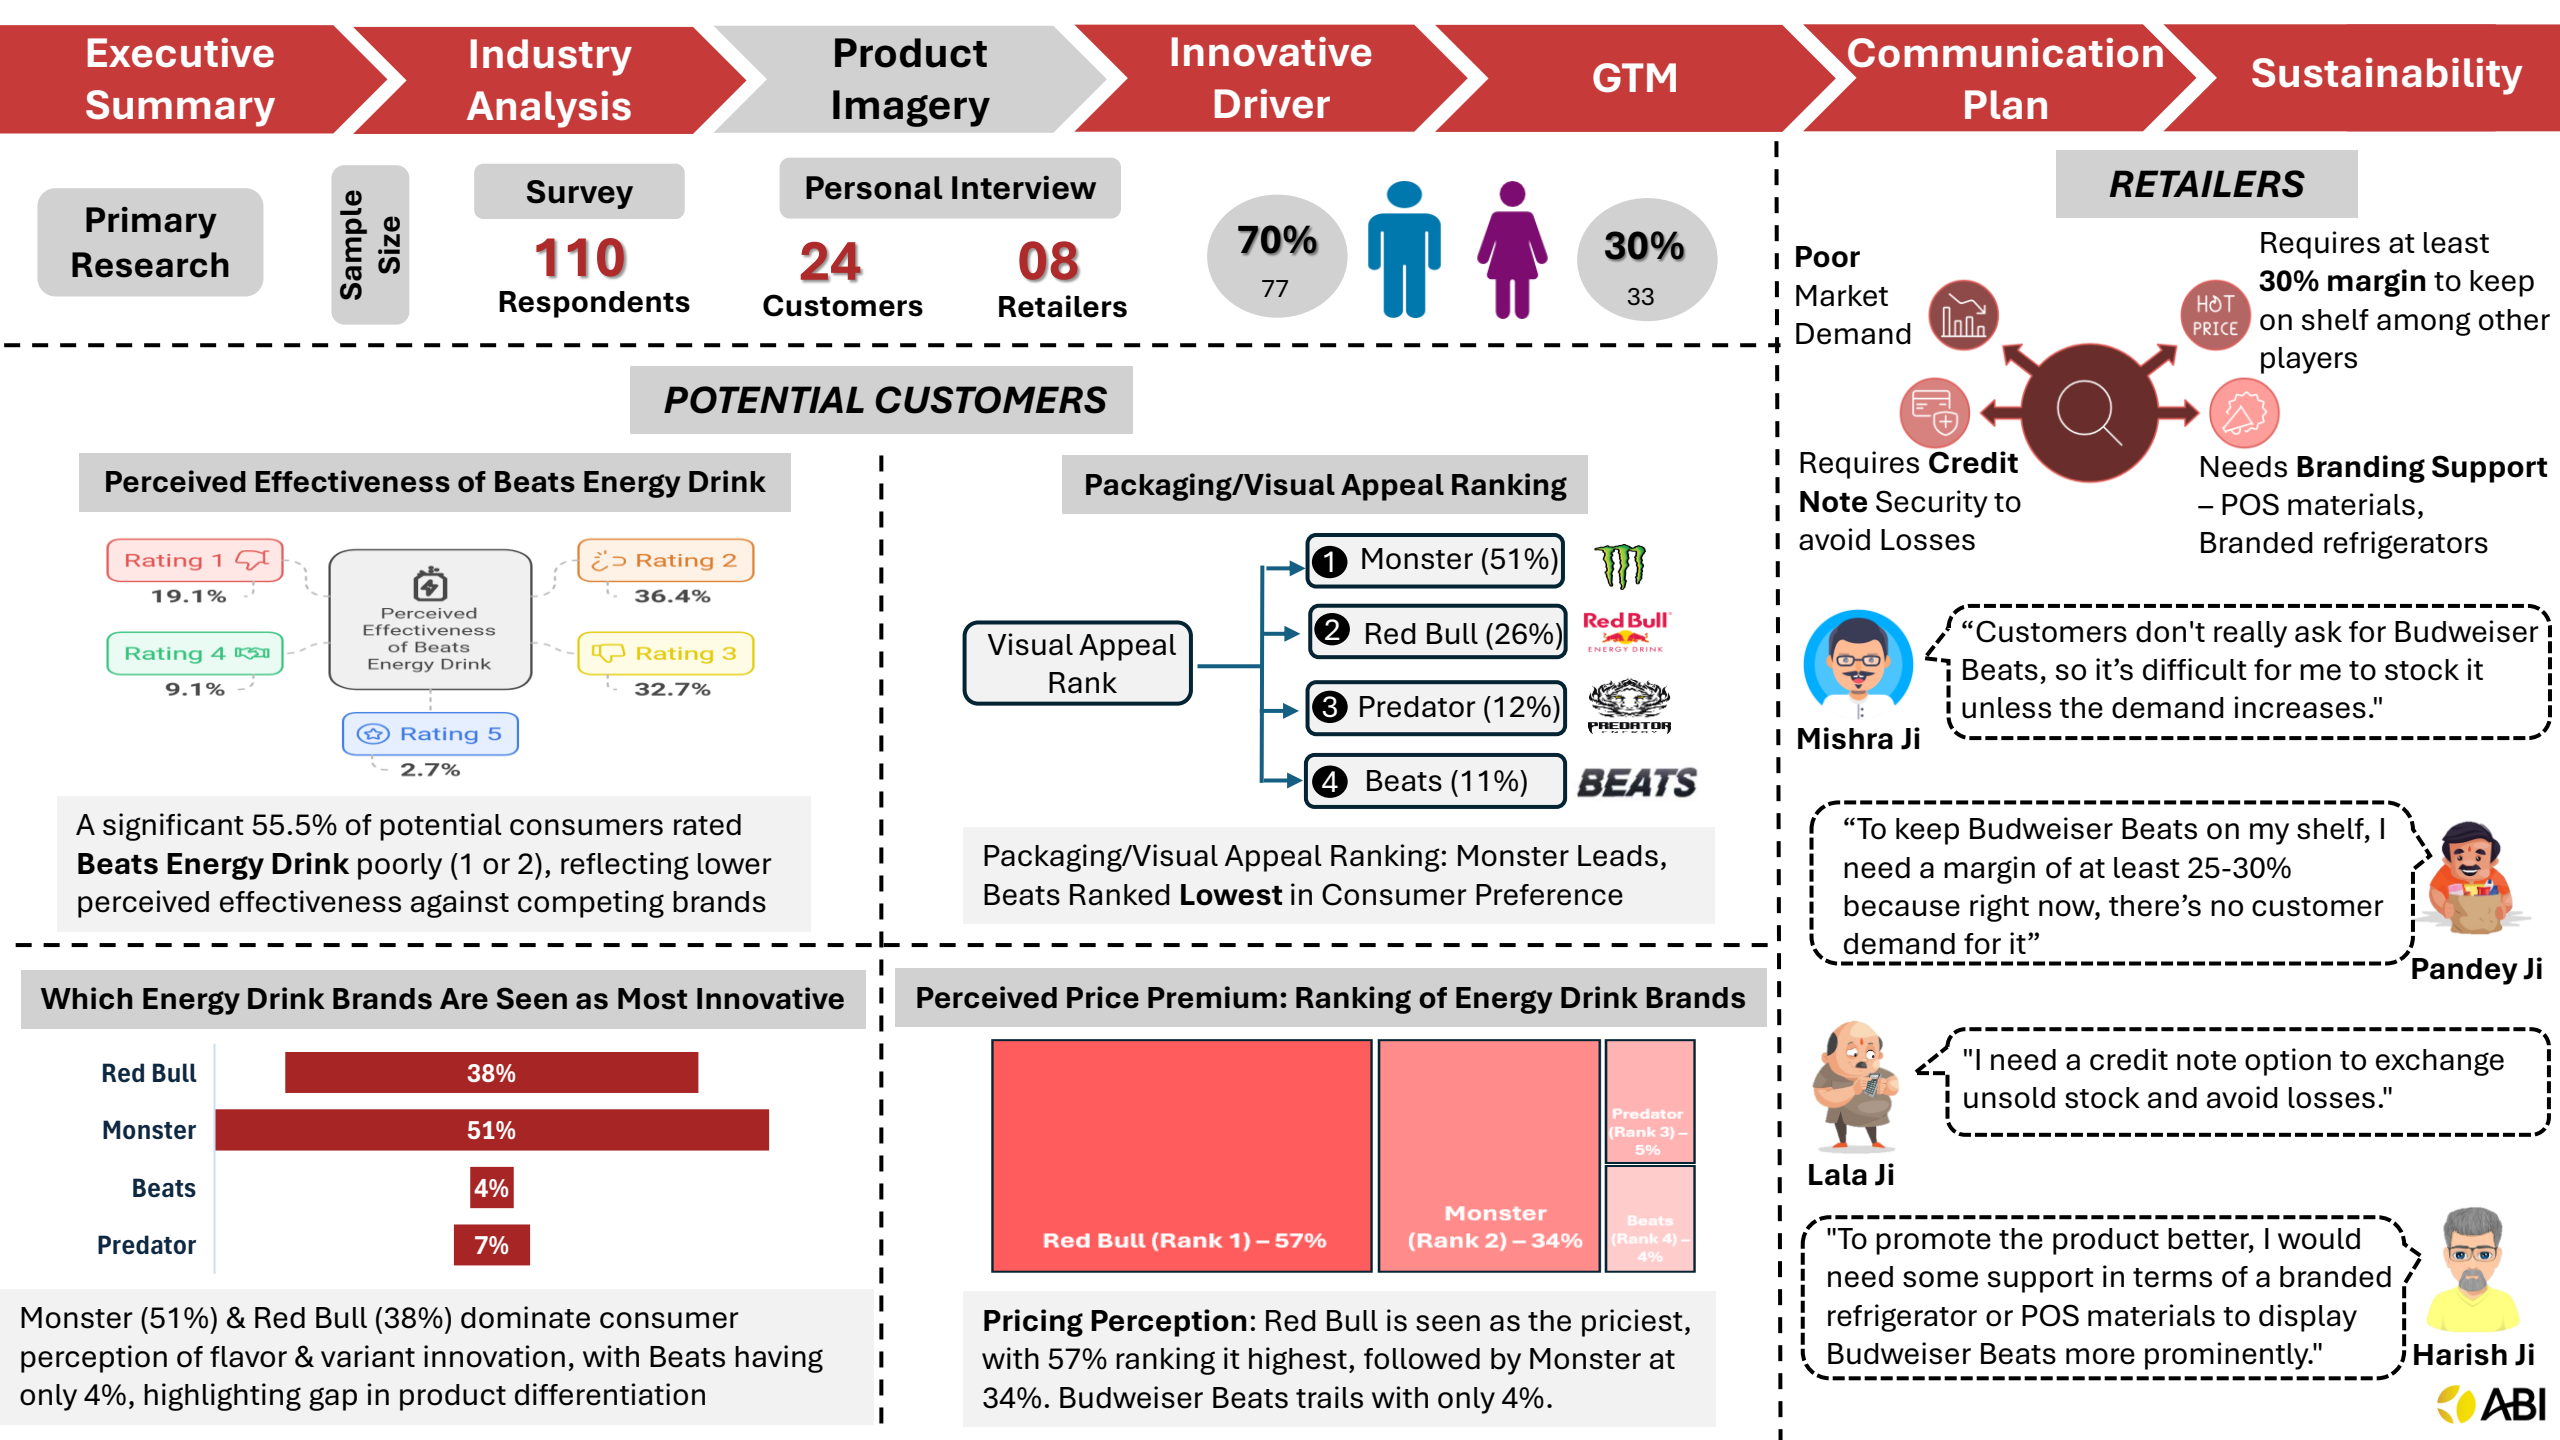 Executive
Summary
Industry
Analysis
Product
Imagery
Innovative
Driver
GTM
Communication
Plan
Sustainability
Primary
Research
Sample
Size
Survey
110
Respondents
Personal Interview
24
Customers
08
Retailers
70%
77
30%
33
POTENTIAL CUSTOMERS
Perceived Effectiveness of Beats Energy Drink
Rating 1
19.1%
Rating 2
36.4%
Perceived
Effectiveness
of Beats
Energy Drink
Rating 4
9.1%
Rating 3
32.7%
Rating 5
2.7%
A significant 55.5% of potential consumers rated
Beats Energy Drink poorly (1 or 2), reflecting lower
perceived effectiveness against competing brands
Packaging/Visual Appeal Ranking
Visual Appeal
Rank
1 Monster (51%)
2 Red Bull (26%)
Red Bull
ENERGY DRINK
3 Predator (12%)
PREDATOR
ENERGY
4 Beats (11%)
BEATS
Packaging/Visual Appeal Ranking: Monster Leads,
Beats Ranked Lowest in Consumer Preference
Which Energy Drink Brands Are Seen as Most Innovative
Red Bull 38%
Monster 51%
Beats 4%
Predator 7%
Monster (51%) & Red Bull (38%) dominate consumer
perception of flavor & variant innovation, with Beats having
only 4%, highlighting gap in product differentiation
Perceived Price Premium: Ranking of Energy Drink Brands
Red Bull (Rank 1) – 57%
Monster
(Rank 2) – 34%
Predator
(Rank 3) –
5%
Beats
(Rank 4) –
4%
Pricing Perception: Red Bull is seen as the priciest,
with 57% ranking it highest, followed by Monster at
34%. Budweiser Beats trails with only 4%.
RETAILERS
Poor
Market
Demand
HOT
PRICE
Requires at least
30% margin to keep
on shelf among other
players
Requires Credit
Note Security to
avoid Losses
Needs Branding Support
– POS materials,
Branded refrigerators
“Customers don't really ask for Budweiser
Beats, so it’s difficult for me to stock it
unless the demand increases."
Mishra Ji
“To keep Budweiser Beats on my shelf, I
need a margin of at least 25-30%
because right now, there’s no customer
demand for it”
Pandey Ji
"I need a credit note option to exchange
unsold stock and avoid losses."
Lala Ji
"To promote the product better, I would
need some support in terms of a branded
refrigerator or POS materials to display
Budweiser Beats more prominently."
Harish Ji
ABI